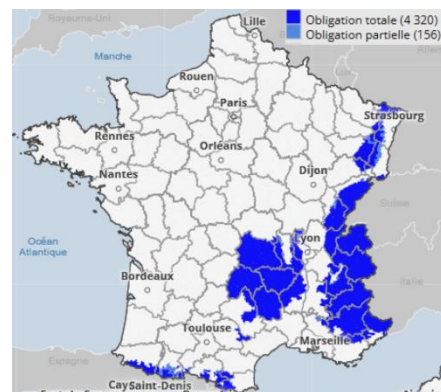 Royaume-Uni
Lille
Obligation totale (4 320)
Obligation partielle (156)
Manche
Rouen
Paris
Strasbourg
Rennes
Orléans
Nantes
Dijon
Suisse
Océan
Atlantique
Lyon
Bordeaux
Italie
Toulouse
Marseille
Espagne
CaySaint-Denis